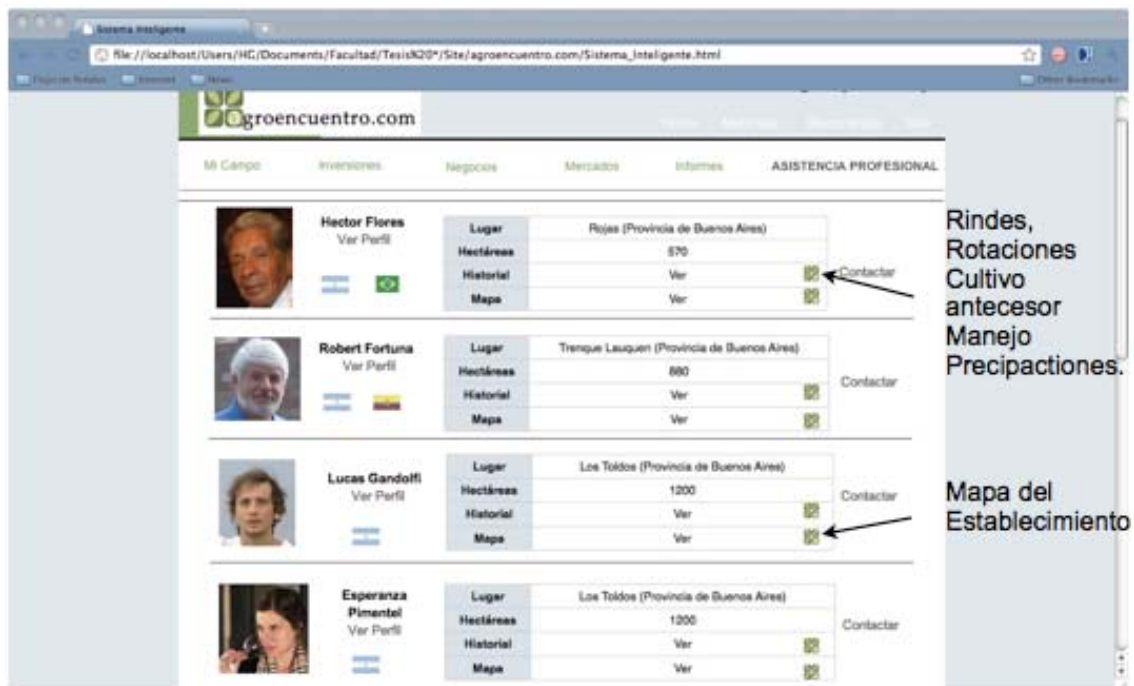 Sistema Inteligente
file://localhost/Users/HG/Documents/Facultad/Tesis%20*/Site/agroencuentro.com/Sistema_Inteligente.html
Other Bookmarks
groencuentro.com
Mi Campo Inversiones Negocios Mercados Informes ASISTENCIA PROFESIONAL
Hector Flores
Ver Perfil
Lugar Rojas (Provincia de Buenos Aires)
Hectáreas 570
Historial Ver
Mapa Ver
Contactar
Rindes,
Rotaciones
Cultivo
antecesor
Manejo
Precipactiones.
Robert Fortuna
Ver Perfil
Lugar Trenque Lauquen (Provincia de Buenos Aires)
Hectáreas 880
Historial Ver
Mapa Ver
Contactar
Lucas Gandolfi
Ver Perfil
Lugar Los Toldos (Provincia de Buenos Aires)
Hectáreas 1200
Historial Ver
Mapa Ver
Contactar
Mapa del
Establecimiento
Esperanza
Pimentel
Ver Perfil
Lugar Los Toldos (Provincia de Buenos Aires)
Hectáreas 1200
Historial Ver
Mapa Ver
Contactar